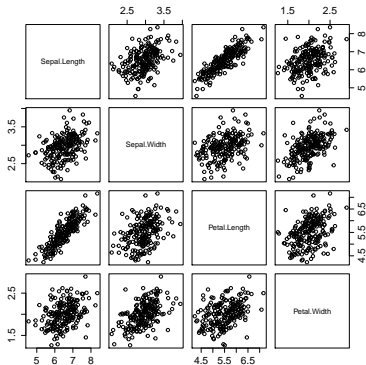 2.5 3.5 1.5 2.5
Sepal.Length
5 6 7 8
2.5 3.5
Sepal.Width
Petal.Length
4.5 5.5 6.5
1.5 2.5
Petal.Width
5 6 7 8
4.5 5.5 6.5